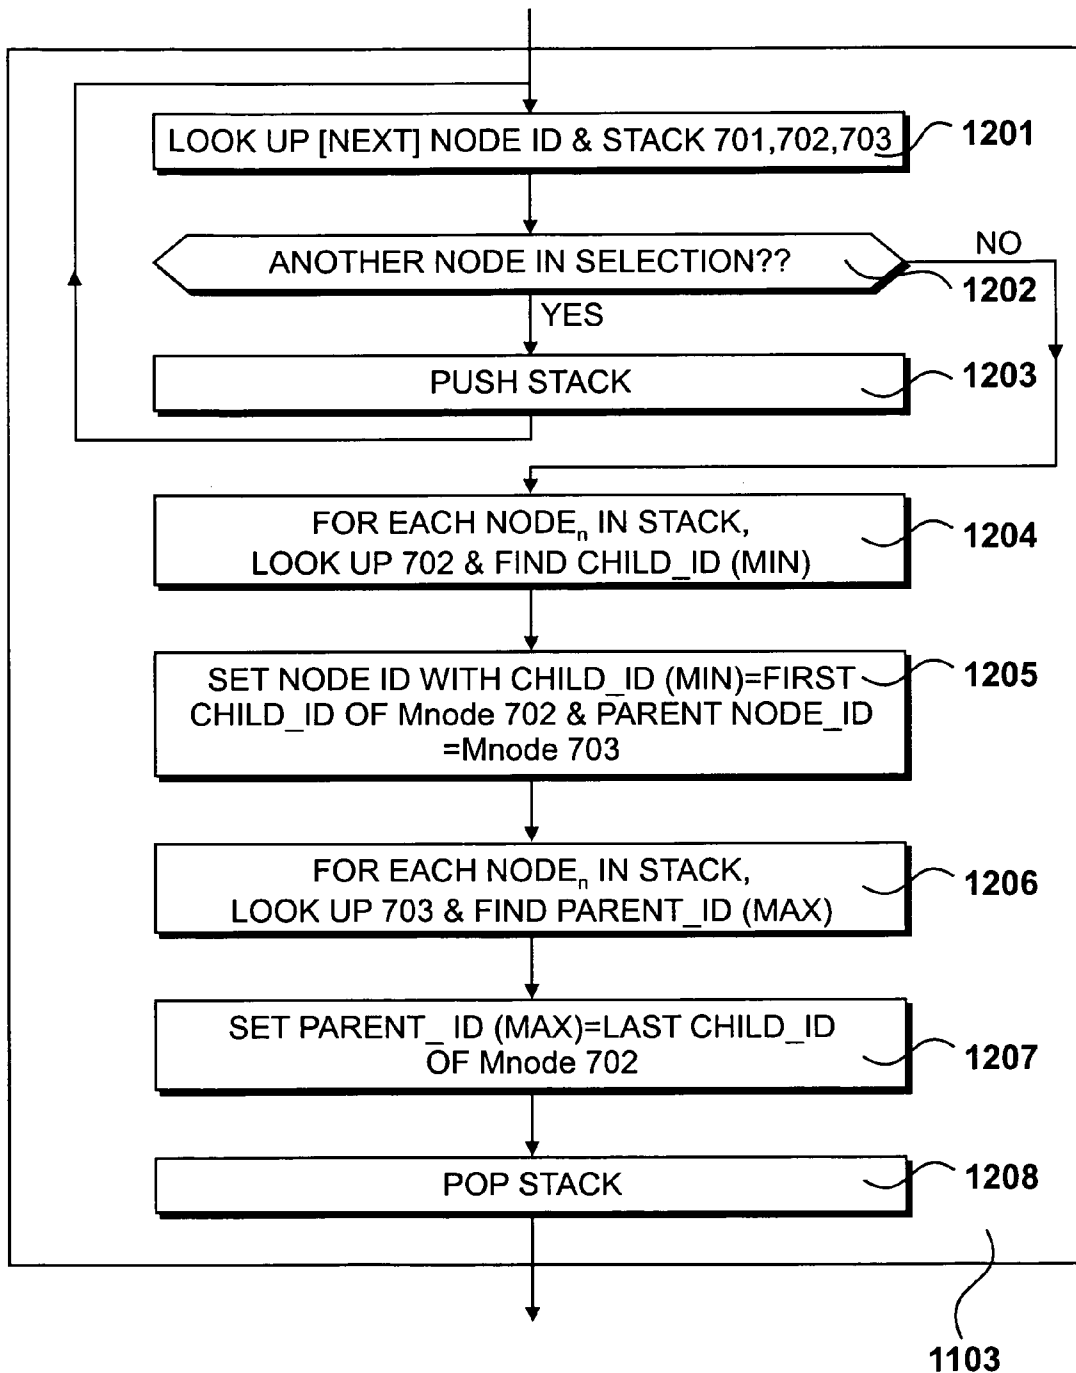 LOOK UP [NEXT] NODE ID & STACK 701,702,703
1201
ANOTHER NODE IN SELECTION??
NO
1202
YES
PUSH STACK
1203
FOR EACH NODEn IN STACK,
LOOK UP 702 & FIND CHILD_ID (MIN)
1204
SET NODE ID WITH CHILD_ID (MIN)=FIRST
CHILD_ID OF Mnode 702 & PARENT NODE_ID
=Mnode 703
1205
FOR EACH NODEn IN STACK,
LOOK UP 703 & FIND PARENT_ID (MAX)
1206
SET PARENT_ ID (MAX)=LAST CHILD_ID
OF Mnode 702
1207
POP STACK
1208
1103